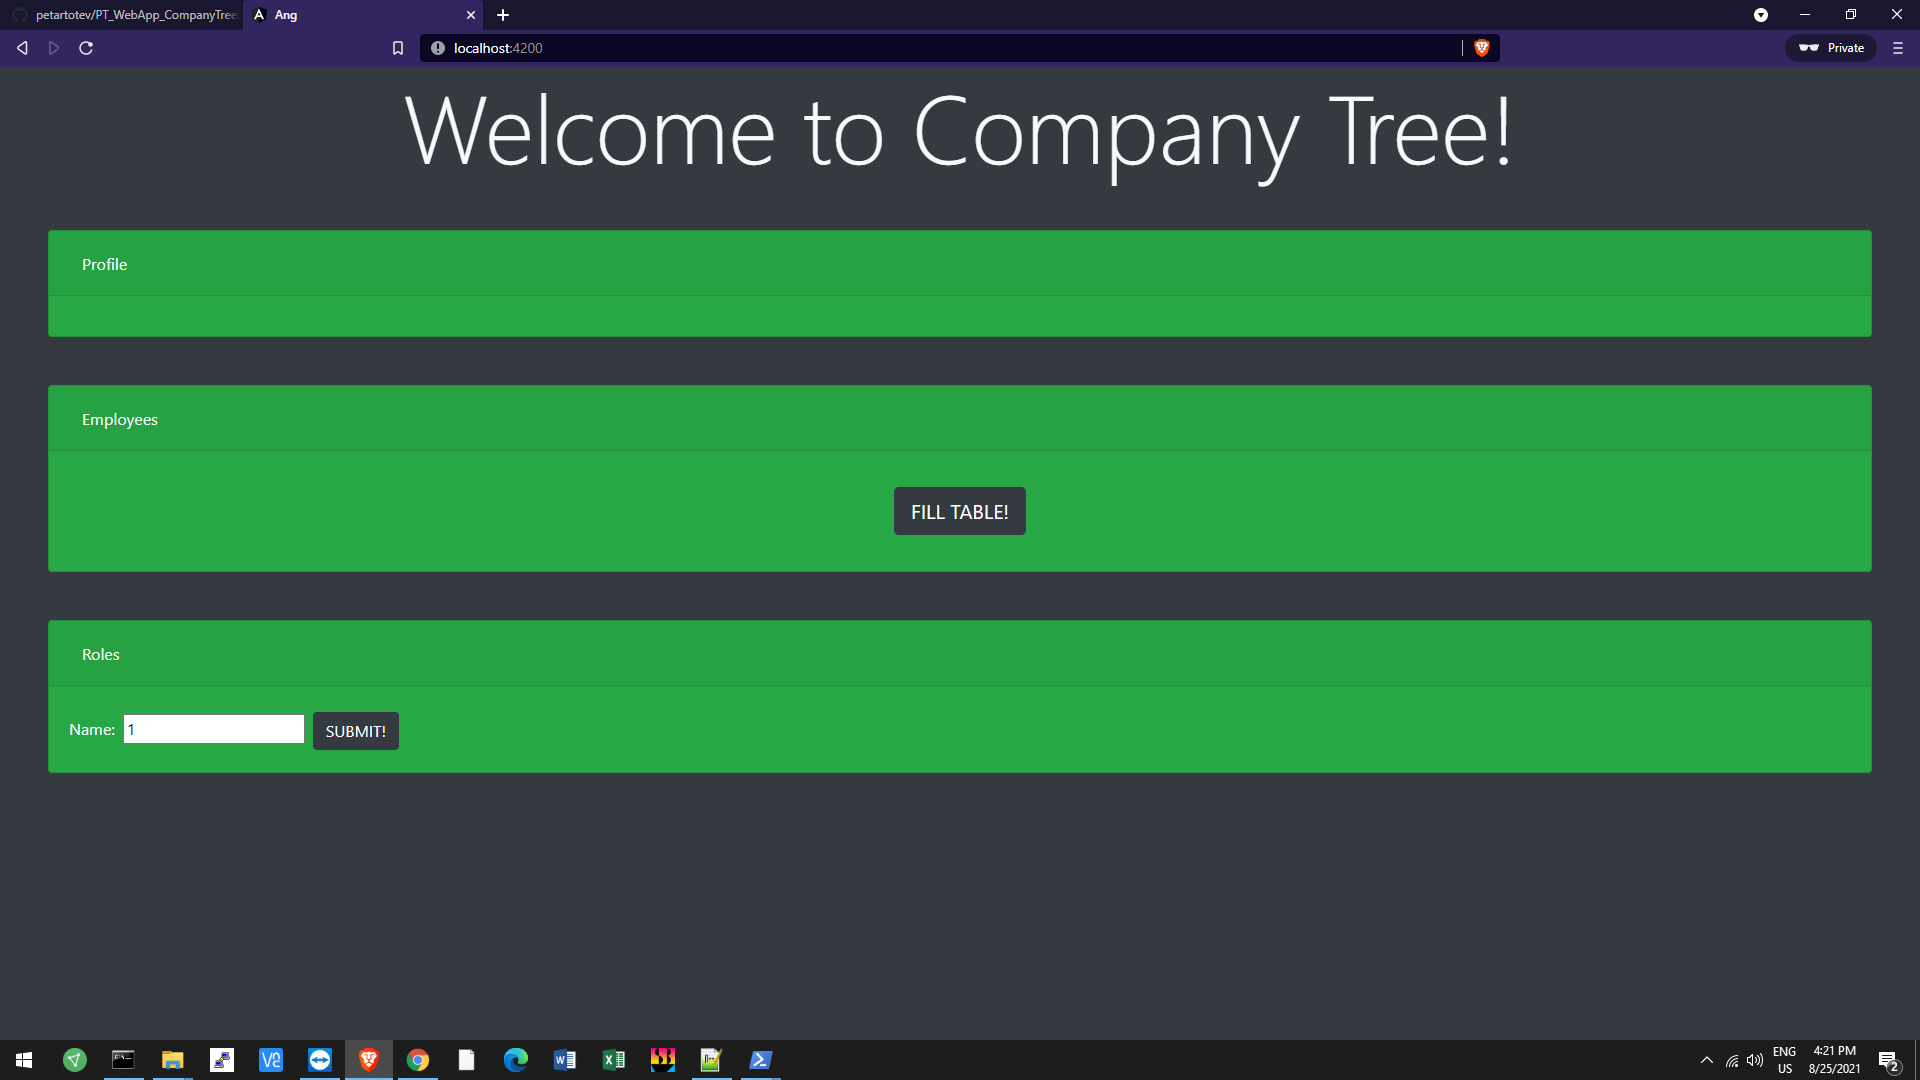 petartotev/PT_WebApp_CompanyTree
Ang
localhost:4200
Private
Welcome to Company Tree!
Profile
Employees
FILL TABLE!
Roles
Name: 1 SUBMIT!
ENG
US
4:21 PM
8/25/2021
2